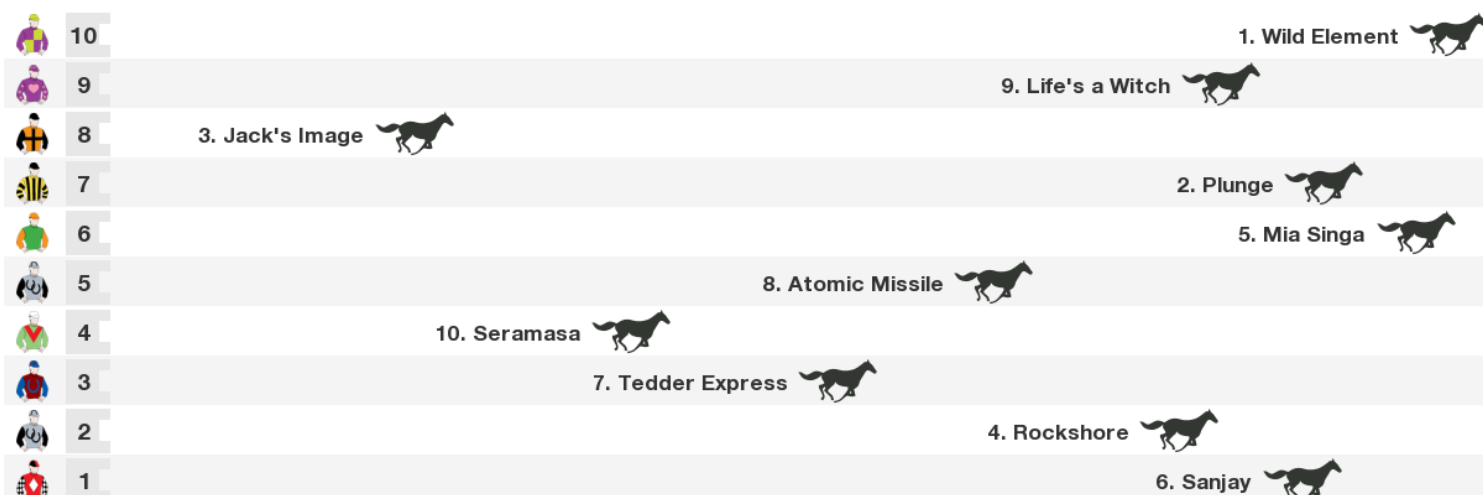 10 1. Wild Element
9 9. Life's a Witch
8 3. Jack's Image
7 2. Plunge
6 5. Mia Singa
5 8. Atomic Missile
4 10. Seramasa
3 7. Tedder Express
2 4. Rockshore
1 6. Sanjay